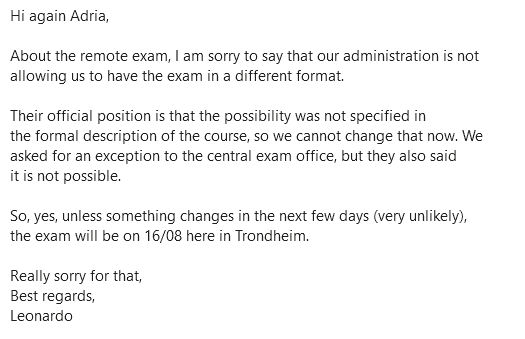 Hi again Adria,
About the remote exam, I am sorry to say that our administration is not
allowing us to have the exam in a different format.
Their official position is that the possibility was not specified in
the formal description of the course, so we cannot change that now. We
asked for an exception to the central exam office, but they also said
it is not possible.
So, yes, unless something changes in the next few days (very unlikely),
the exam will be on 16/08 here in Trondheim.
Really sorry for that,
Best regards,
Leonardo